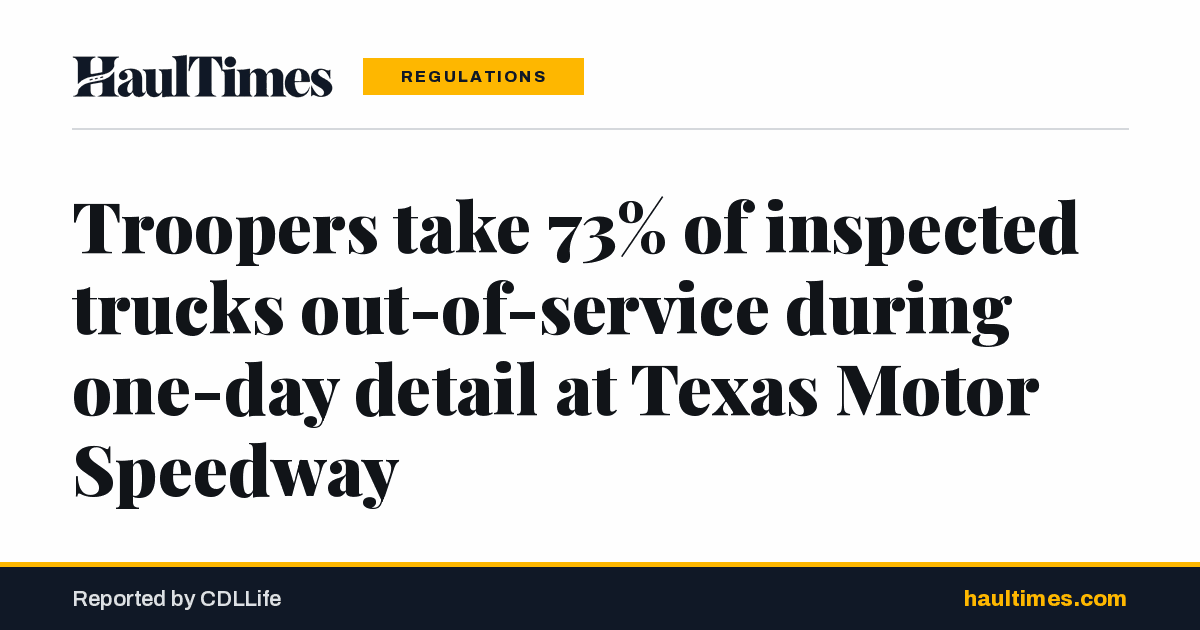 HaulTimes
REGULATIONS
Troopers take 73% of inspected
trucks out-of-service during
one-day detail at Texas Motor
Speedway
Reported by CDLLife
haultimes.com